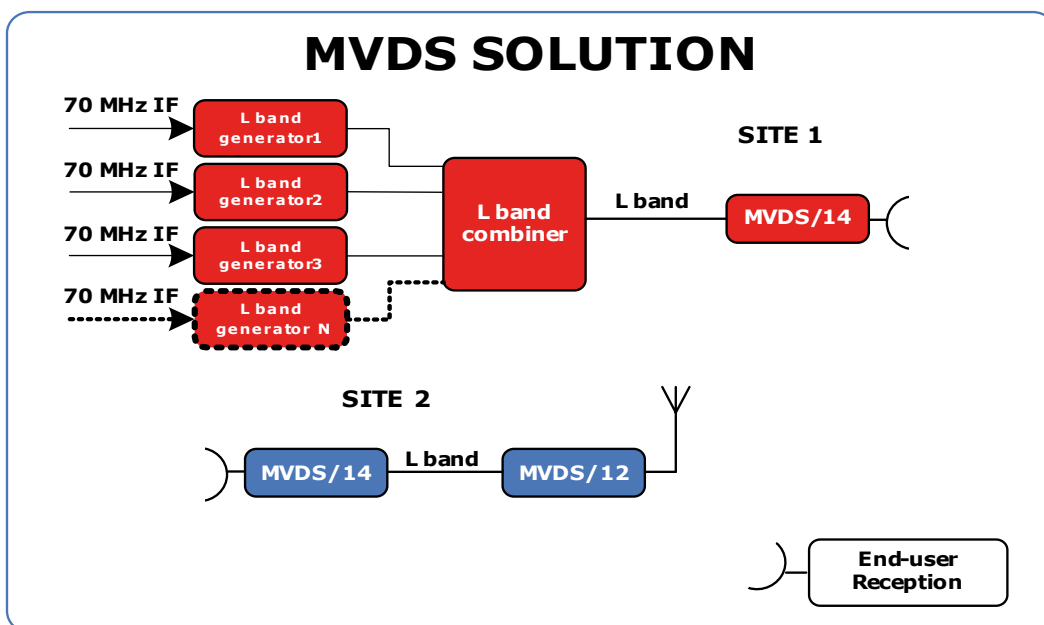 MVDS SOLUTION
70 MHz IF
L band
generator1
70 MHz IF
L band
generator2
70 MHz IF
L band
generator3
70 MHz IF
L band
generator N
L band
combiner
L band
SITE 1
MVDS/14
SITE 2
MVDS/14
L band
MVDS/12
End-user
Reception